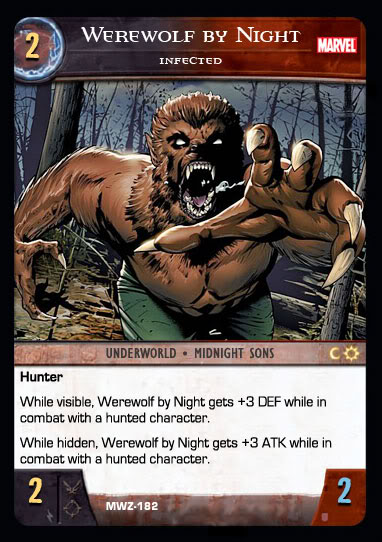 2
Werewolf by Night
MARVEL
Infected
UNDERWORLD • MIDNIGHT SONS
Hunter
While visible, Werewolf by Night gets +3 DEF while in
combat with a hunted character.
While hidden, Werewolf by Night gets +3 ATK while in
combat with a hunted character.
2
MWZ-182
2